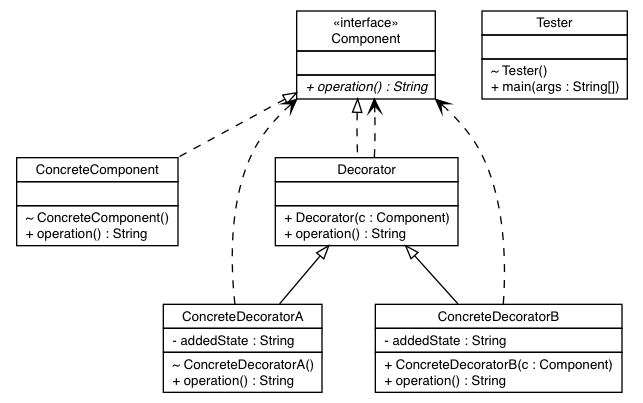 «interface»
Component
+ operation() : String
Tester
~ Tester()
+ main(args : String[])
ConcreteComponent
~ ConcreteComponent()
+ operation() : String
Decorator
+ Decorator(c : Component)
+ operation() : String
ConcreteDecoratorA
- addedState : String
~ ConcreteDecoratorA()
+ operation() : String
ConcreteDecoratorB
- addedState : String
+ ConcreteDecoratorB(c : Component)
+ operation() : String